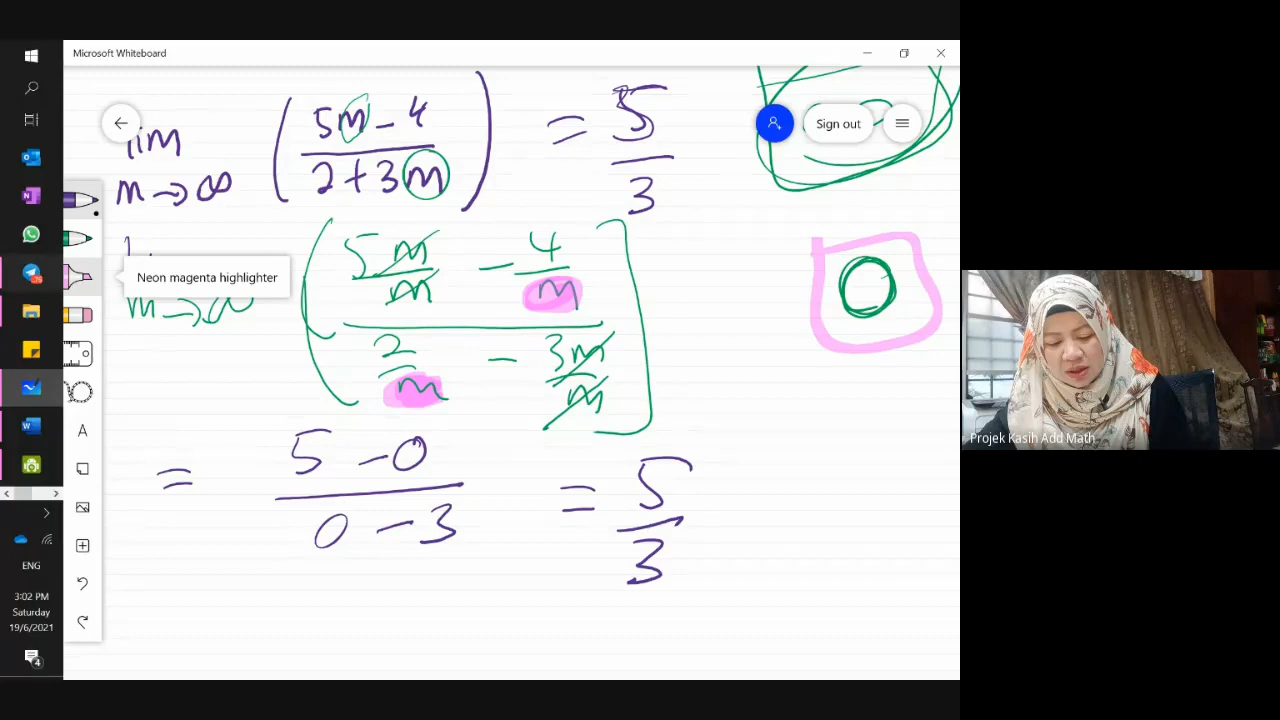 Microsoft Whiteboard
Sign out
lim m→∞ ( 5m - 4 / 2 + 3m ) = 5/3
m→∞ [ 5m/m - 4/m / 2/m - 3m/m ]
Neon magenta highlighter
= 5 - 0 / 0 - 3 = 5/3
Projek Kasih Add Math
A
ENG
3:02 PM
Saturday
19/6/2021
4